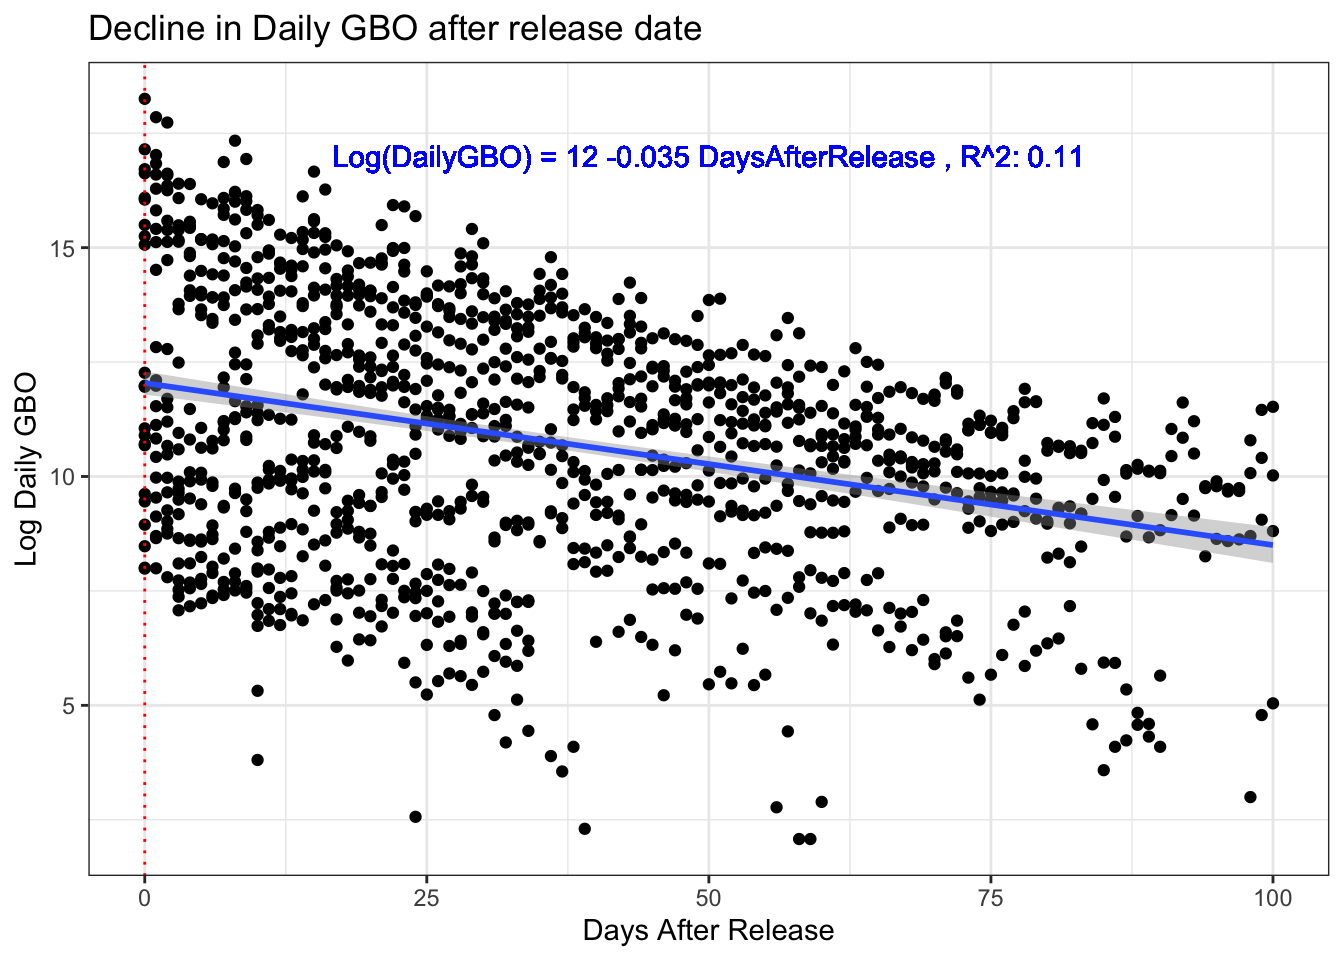 Decline in Daily GBO after release date
Log(DailyGBO) = 12 -0.035 DaysAfterRelease , R^2: 0.11
15
10
5
Log Daily GBO
0 25 50 75 100
Days After Release